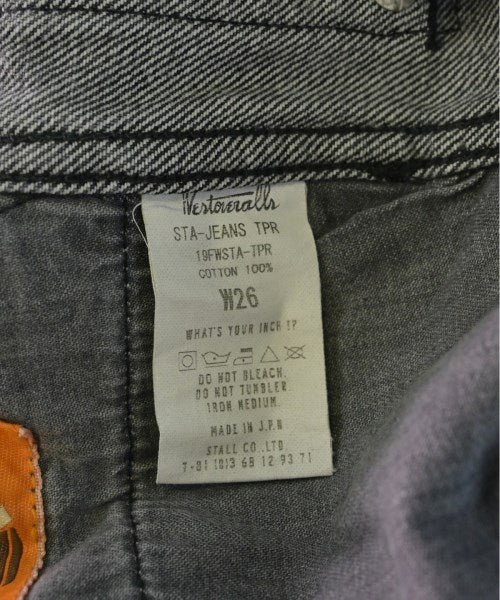 Westoveralls
STA-JEANS TPR
19FWSTA-TPR
COTTON 100%
W26
WHAT'S YOUR INCH!?
DO NOT BLEACH.
DO NOT TUMBLER
IRON MEDIUM.
MADE IN J.P.N
STALL CO.,LTD